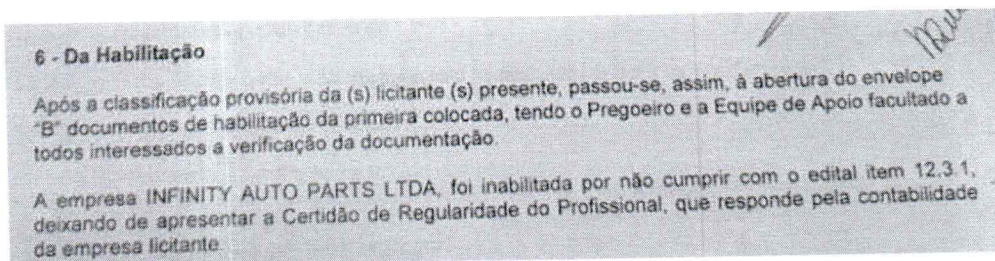 6 - Da Habilitação
Após a classificação provisória da (s) licitante (s) presente, passou-se, assim, à abertura do envelope
"B" documentos de habilitação da primeira colocada, tendo o Pregoeiro e a Equipe de Apoio facultado a
todos interessados a verificação da documentação.
A empresa INFINITY AUTO PARTS LTDA, foi inabilitada por não cumprir com o edital item 12.3.1,
deixando de apresentar a Certidão de Regularidade do Profissional, que responde pela contabilidade
da empresa licitante.